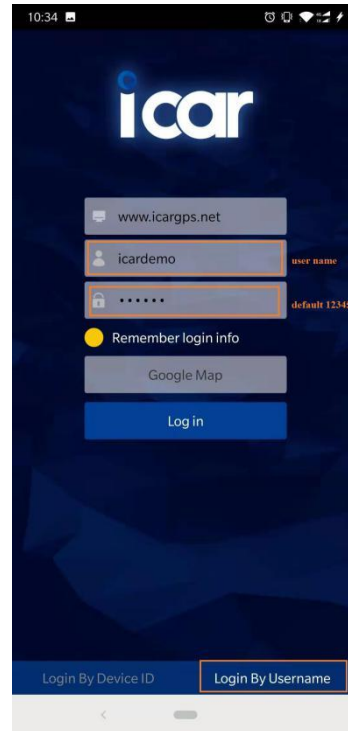 10:34
icar
www.icargps.net
icardemo
user name
••••••
default 12345
Remember login info
Google Map
Log in
Login By Device ID
Login By Username